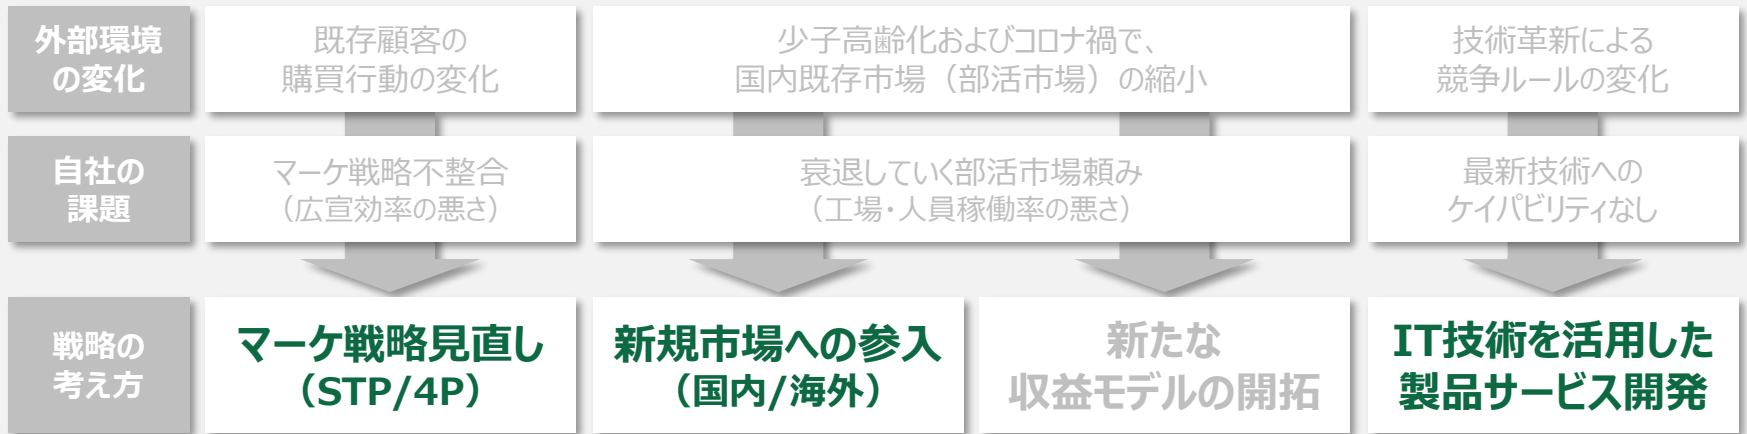 外部環境
の変化
既存顧客の
購買行動の変化
少子高齢化およびコロナ禍で、
国内既存市場（部活市場）の縮小
技術革新による
競争ルールの変化
自社の
課題
マーケ戦略不整合
（広宣効率の悪さ）
衰退していく部活市場頼み
（工場・人員稼働率の悪さ）
最新技術への
ケイパビリティなし
戦略の
考え方
マーケ戦略見直し
（STP/4P）
新規市場への参入
（国内/海外）
新たな
収益モデルの開拓
IT技術を活用した
製品サービス開発